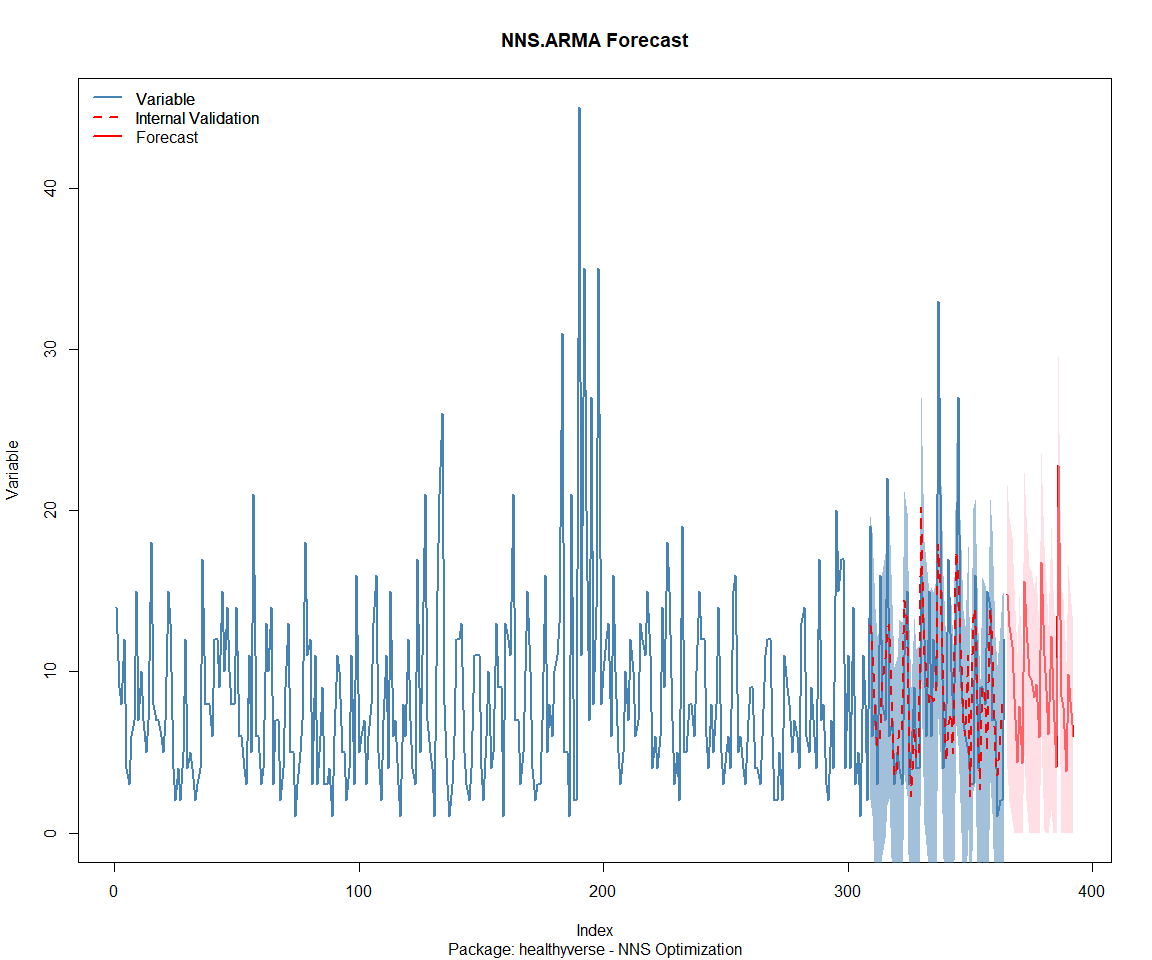 NNS.ARMA Forecast
Variable
Internal Validation
Forecast
40
30
20
10
0
Variable
0 100 200 300 400
Index
Package: healthyverse - NNS Optimization